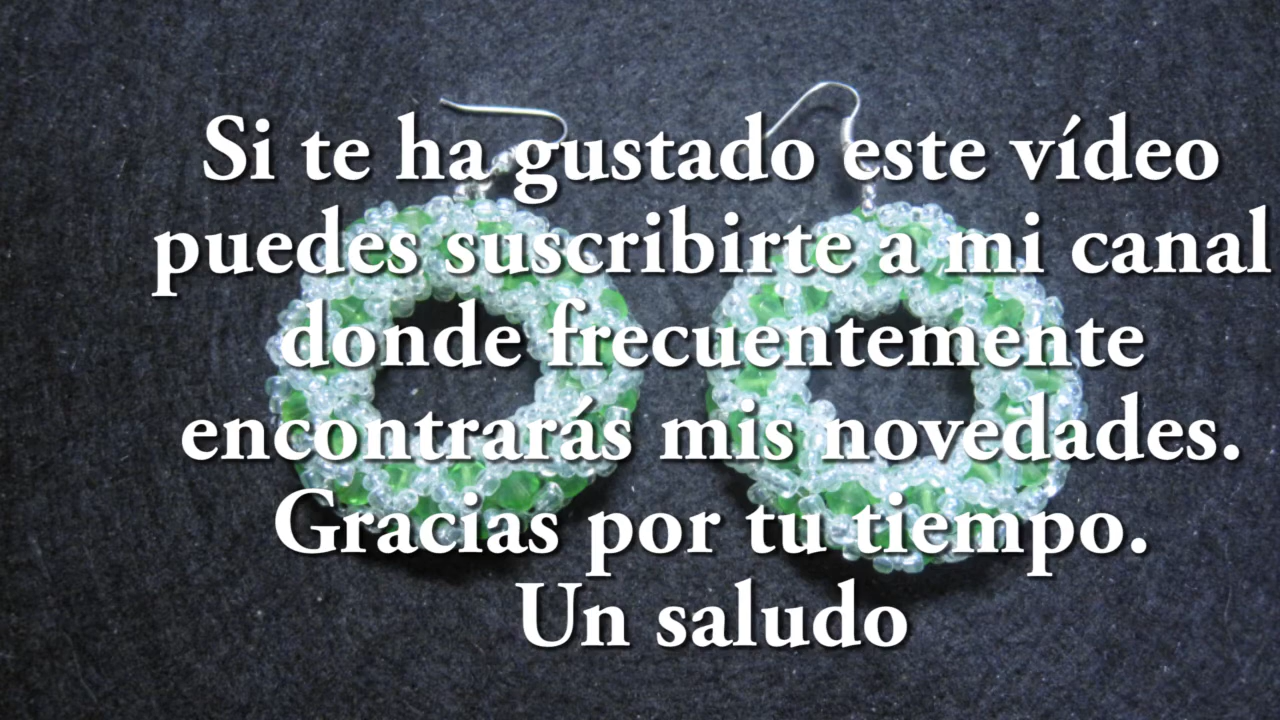 Si te ha gustado este vídeo
puedes suscribirte a mi canal
donde frecuentemente
encontrarás mis novedades.
Gracias por tu tiempo.
Un saludo